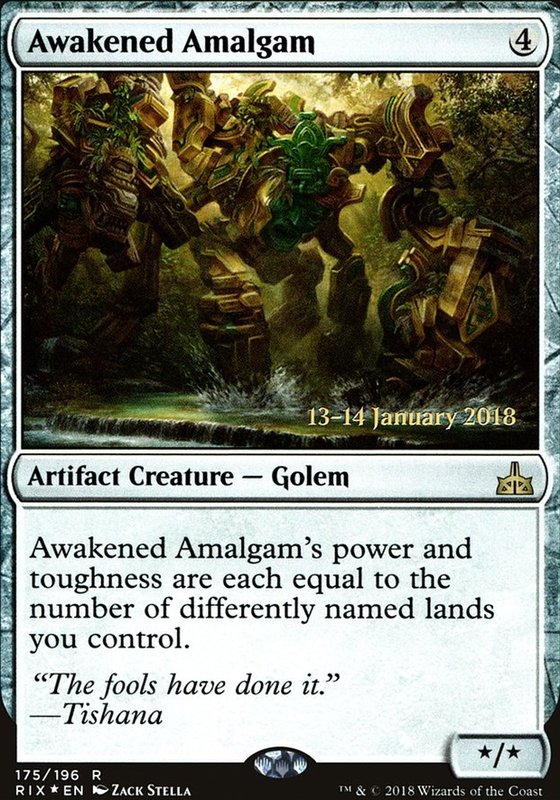 Awakened Amalgam 4
13–14 January 2018
Artifact Creature — Golem
Awakened Amalgam's power and
toughness are each equal to the
number of differently named lands
you control.
“The fools have done it.”
—Tishana
*/*
175/196 R
RIX★EN Zack Stella
™ & © 2018 Wizards of the Coast